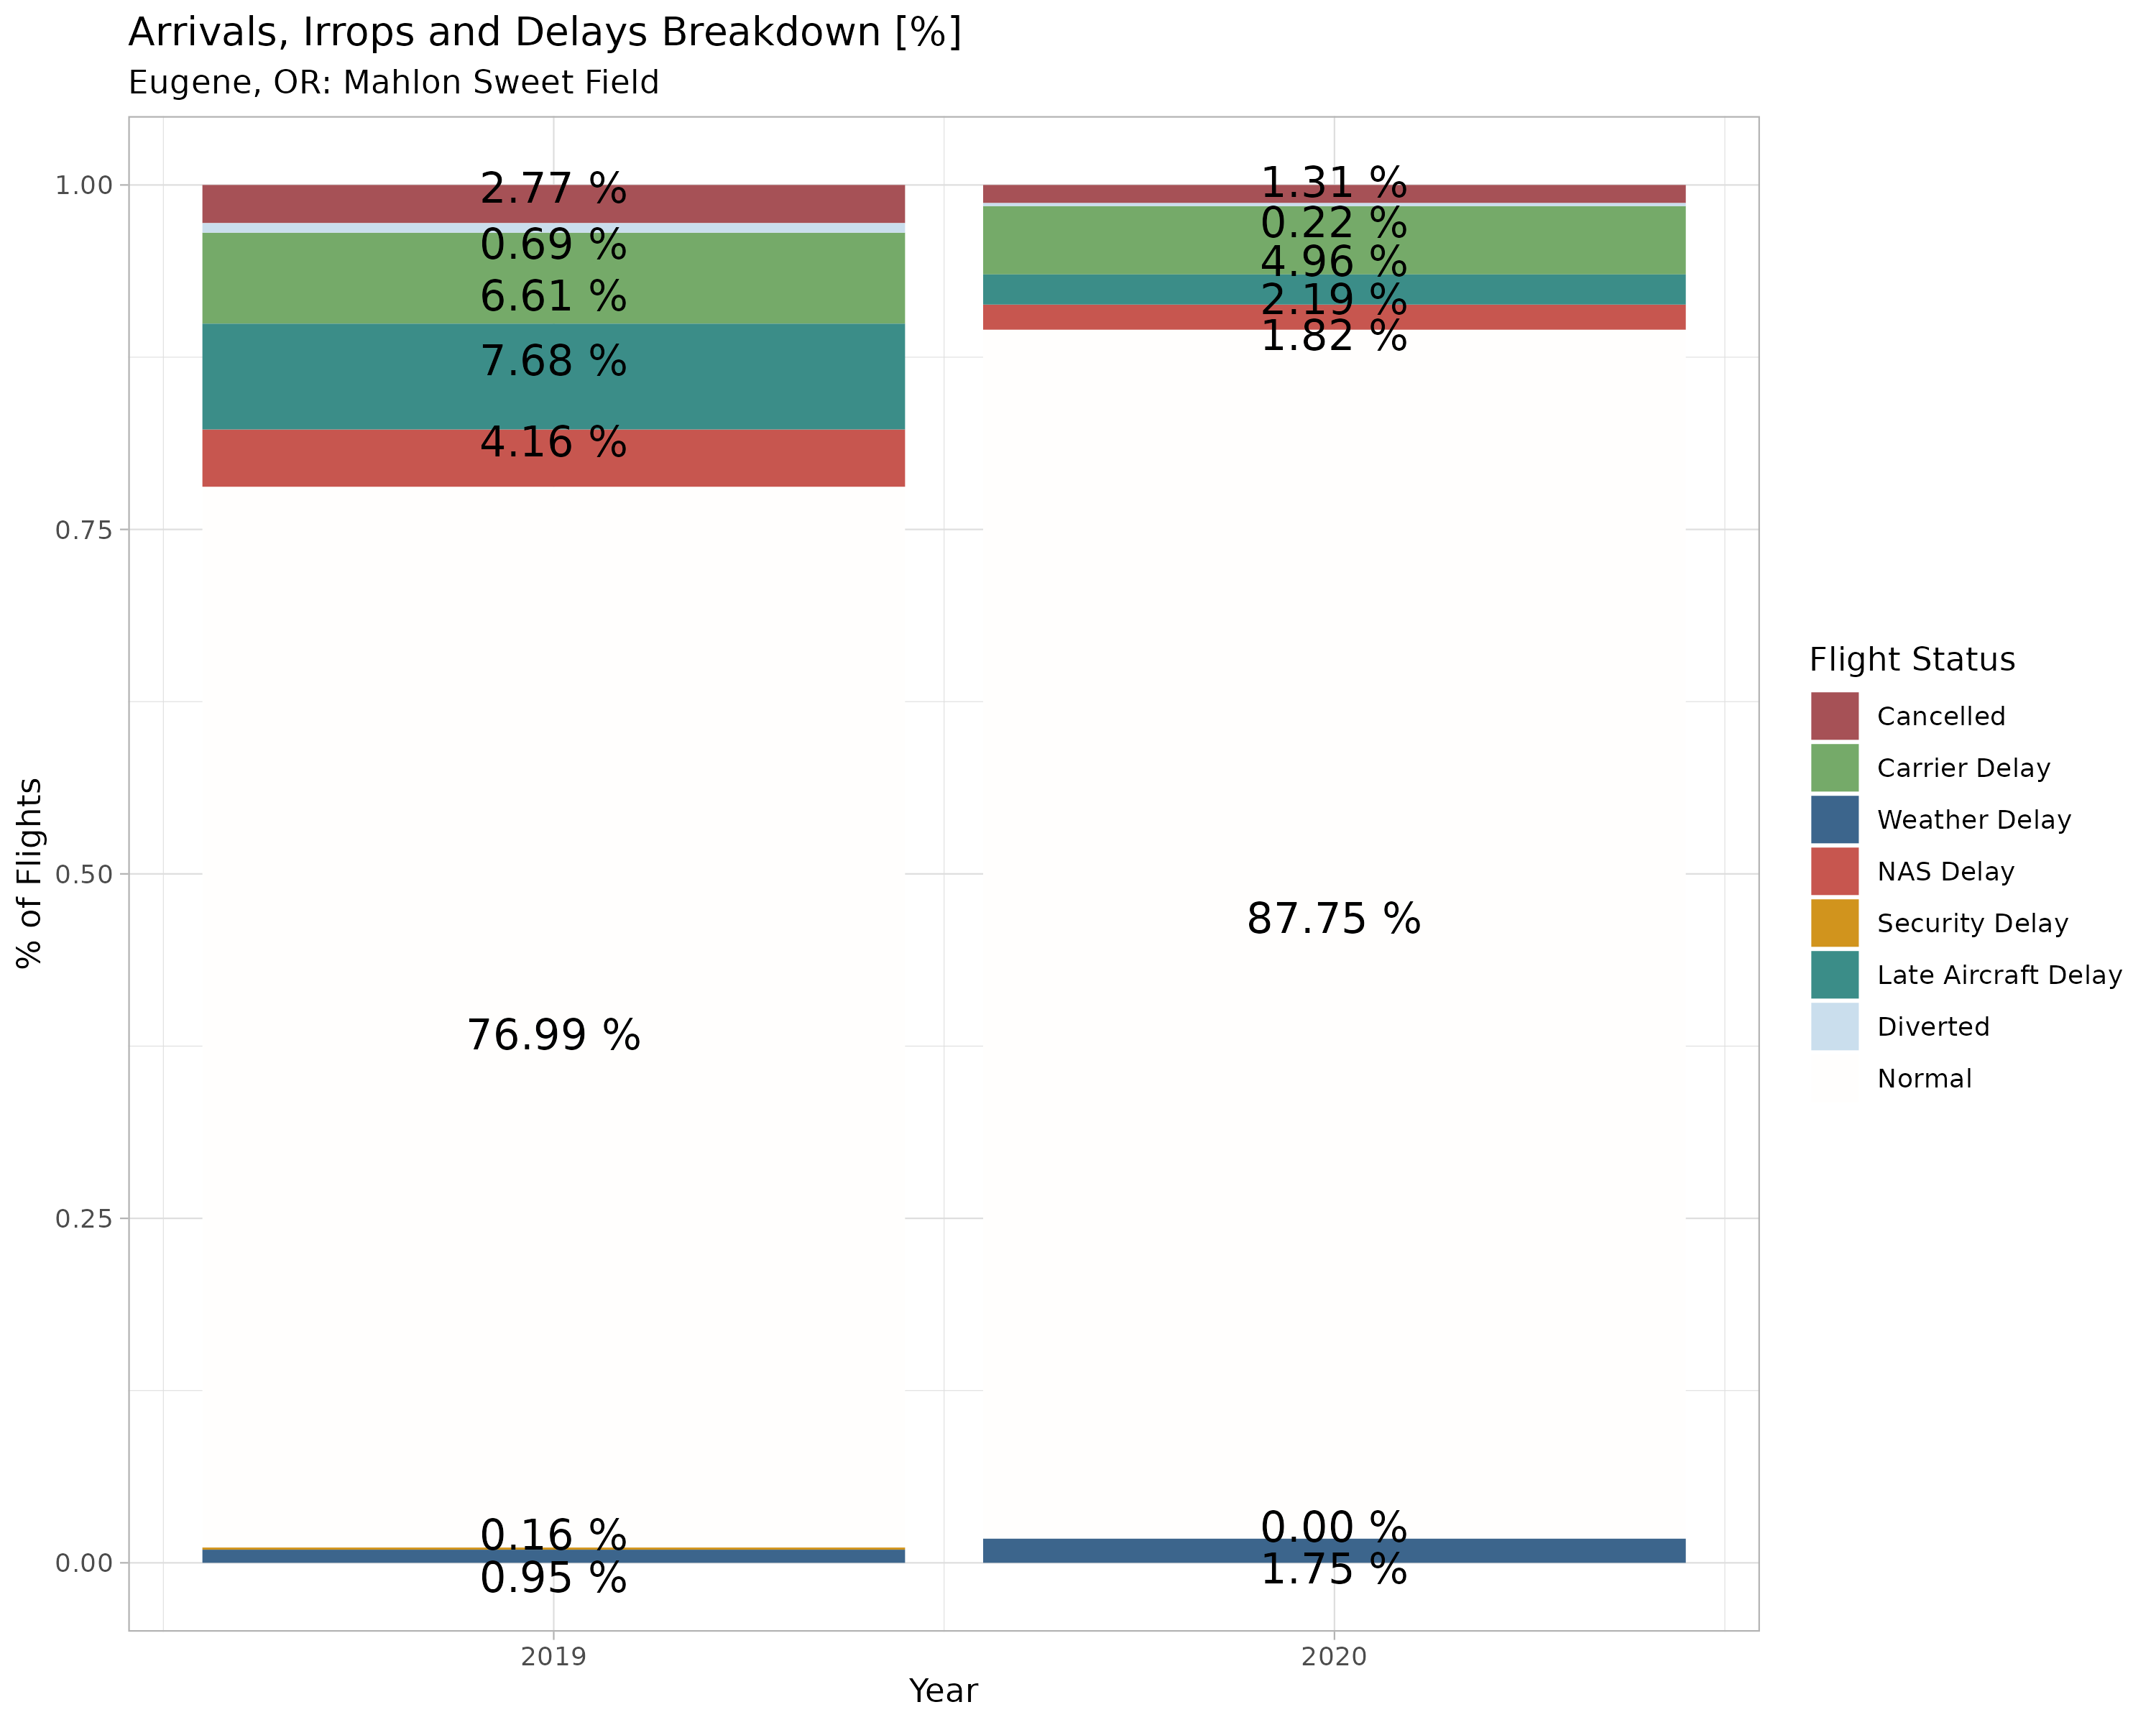 Arrivals, Irrops and Delays Breakdown [%]
Eugene, OR: Mahlon Sweet Field
% of Flights
1.00
0.75
0.50
0.25
0.00
2.77 %
0.69 %
6.61 %
7.68 %
4.16 %
76.99 %
0.16 %
0.95 %
1.31 %
0.22 %
4.96 %
2.19 %
1.82 %
87.75 %
0.00 %
1.75 %
2019
2020
Year
Flight Status
Cancelled
Carrier Delay
Weather Delay
NAS Delay
Security Delay
Late Aircraft Delay
Diverted
Normal